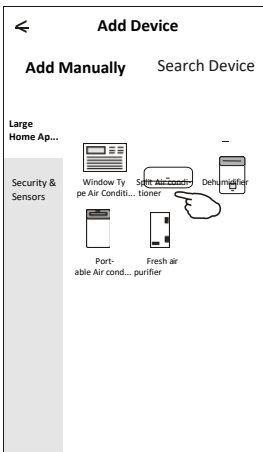 Add Device
Add Manually Search Device
Large
Home Ap...
Security &
Sensors
Window Ty
pe Air Conditi...
Split Air condi-
tioner
Dehumidifier
Port-
able Air cond...
Fresh air
purifier